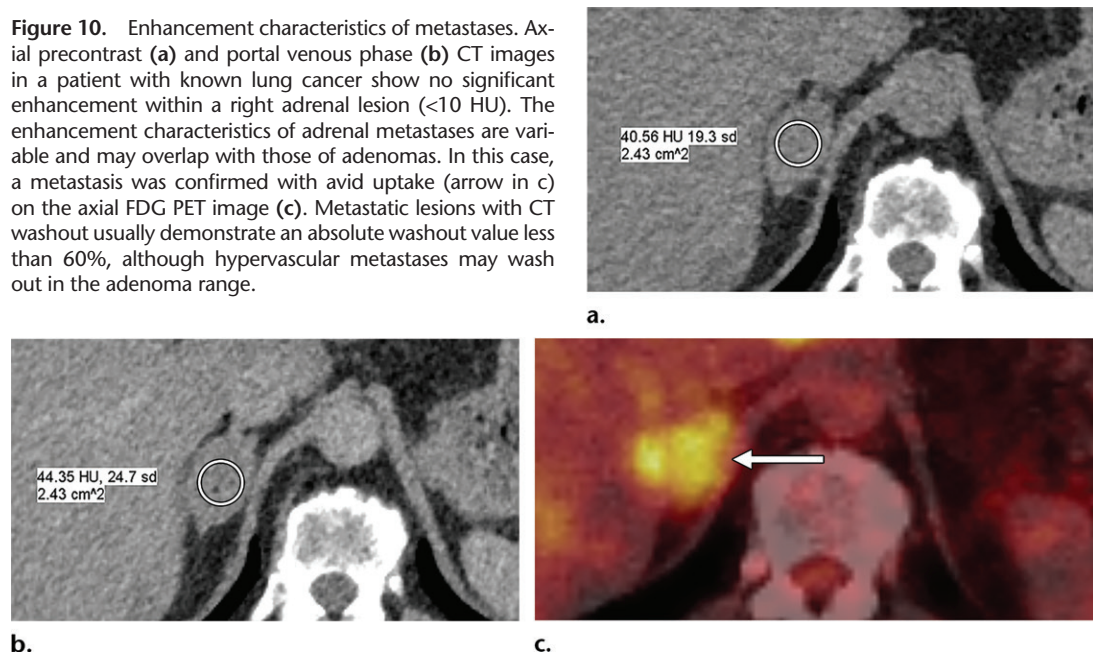 Figure 10. Enhancement characteristics of metastases. Ax-
ial precontrast (a) and portal venous phase (b) CT images
in a patient with known lung cancer show no significant
enhancement within a right adrenal lesion (<10 HU). The
enhancement characteristics of adrenal metastases are vari-
able and may overlap with those of adenomas. In this case,
a metastasis was confirmed with avid uptake (arrow in c)
on the axial FDG PET image (c). Metastatic lesions with CT
washout usually demonstrate an absolute washout value less
than 60%, although hypervascular metastases may wash
out in the adenoma range.
40.56 HU 19.3 sd
2.43 cm^2
a.
44.35 HU, 24.7 sd
2.43 cm^2
b.
c.